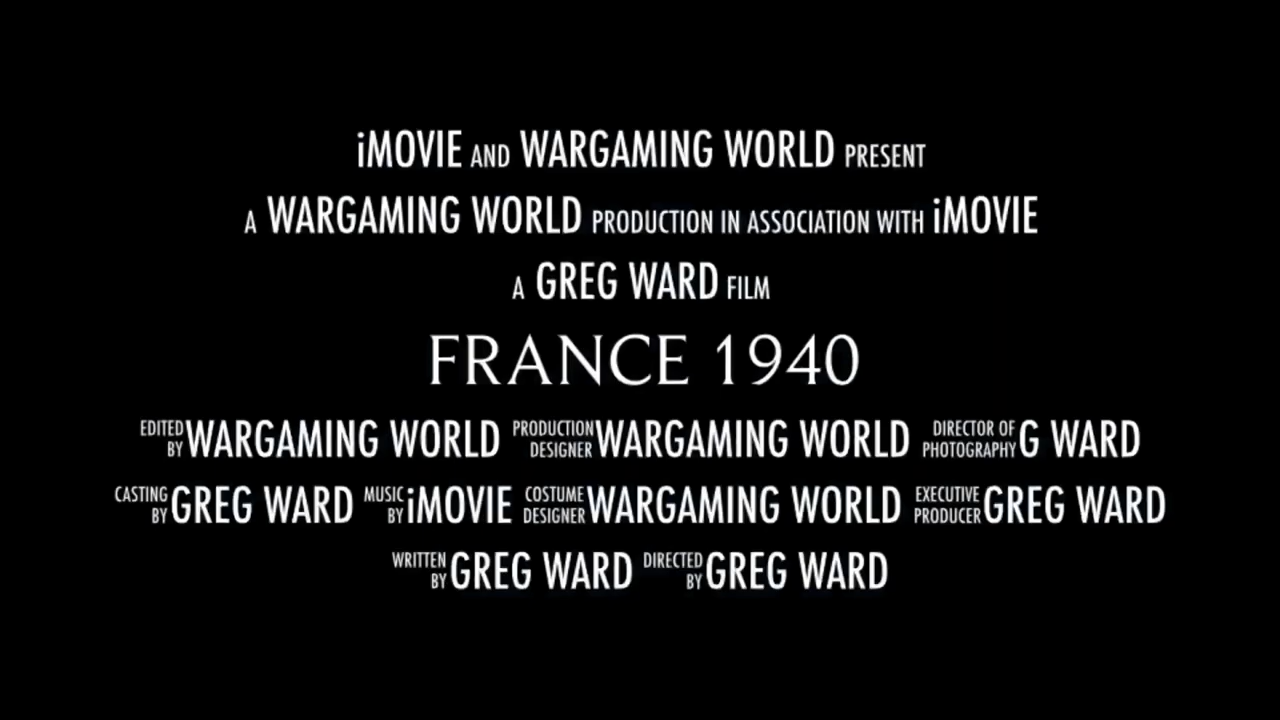 iMOVIE AND WARGAMING WORLD PRESENT
A WARGAMING WORLD PRODUCTION IN ASSOCIATION WITH iMOVIE
A GREG WARD FILM
FRANCE 1940
EDITED BY WARGAMING WORLD PRODUCTION DESIGNER WARGAMING WORLD DIRECTOR OF PHOTOGRAPHY G WARD
CASTING BY GREG WARD MUSIC BY iMOVIE COSTUME DESIGNER WARGAMING WORLD EXECUTIVE PRODUCER GREG WARD
WRITTEN BY GREG WARD DIRECTED BY GREG WARD